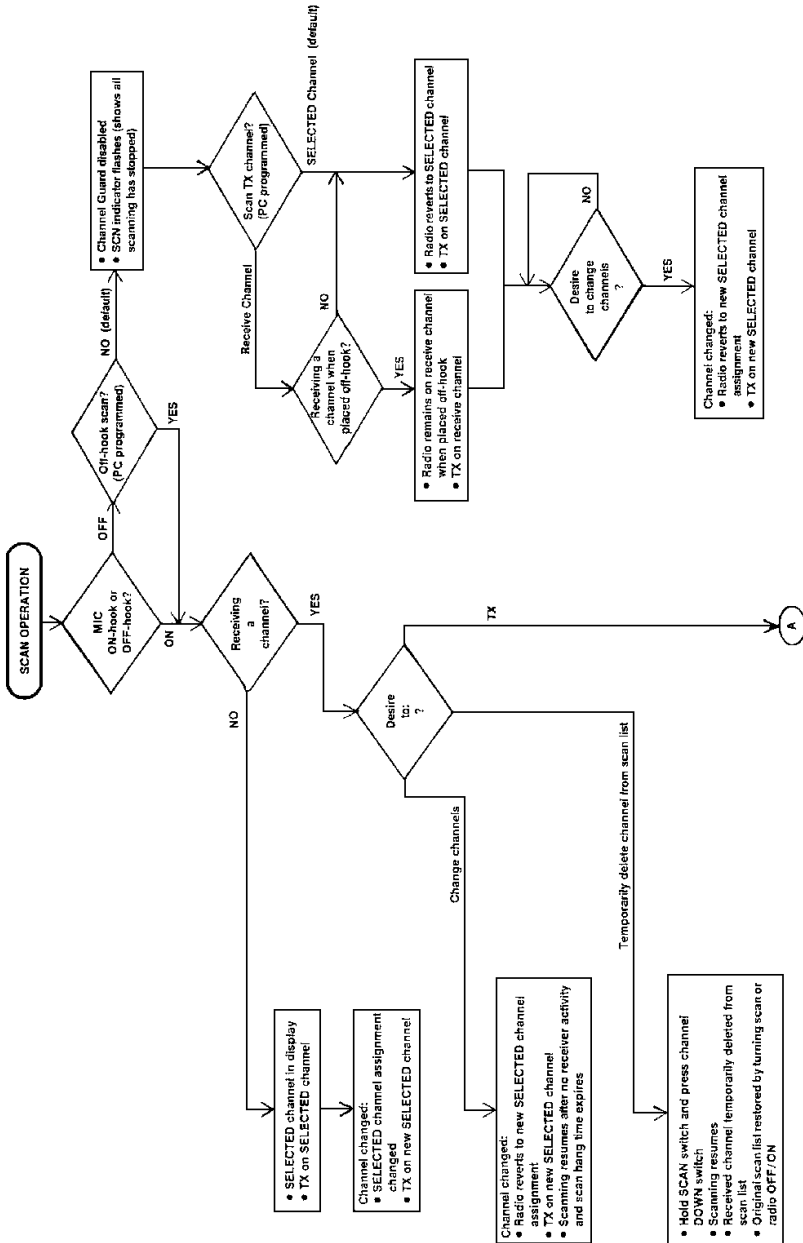 SCAN OPERATION
MIC
ON-hook or
OFF-hook?
OFF
ON
Off-hook scan?
(PC programmed)
NO (default)
YES
• Channel Guard disabled
• SCN indicator flashes (shows all
scanning has stopped)
Scan TX channel?
(PC programmed)
SELECTED Channel (default)
Receive Channel
Receiving a
channel when
placed off-hook?
NO
YES
• Radio reverts to SELECTED channel
• TX on SELECTED channel
• Radio remains on receive channel
when placed off-hook
• TX on receive channel
Desire
to change
channels
?
NO
YES
Channel changed:
• Radio reverts to new SELECTED channel
assignment
• TX on new SELECTED channel
Receiving
a
channel?
NO
YES
• SELECTED channel in display
• TX on SELECTED channel
Channel changed:
• SELECTED channel assignment
changed
• TX on new SELECTED channel
Desire
to:
?
Change channels
Channel changed:
• Radio reverts to new SELECTED channel
assignment
• TX on new SELECTED channel
• Scanning resumes after no receiver activity
and scan hang time expires
Temporarily delete channel from scan list
• Hold SCAN switch and press channel
DOWN switch
• Scanning resumes
• Received channel temporarily deleted from
scan list
• Original scan list restored by turning scan or
radio OFF/ON
TX
A